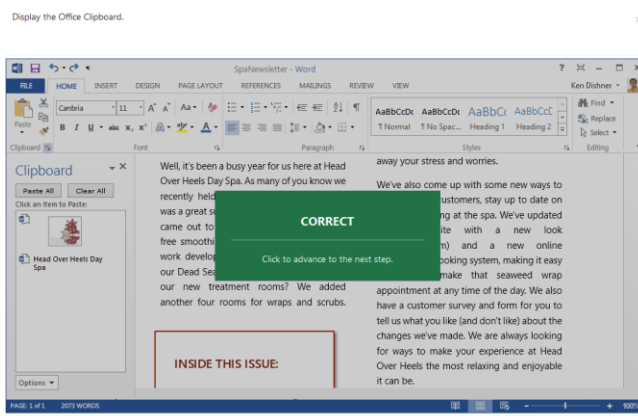 Display the Office Clipboard.
SpaNewsletter - Word
FILE HOME INSERT DESIGN PAGE LAYOUT REFERENCES MAILINGS REVIEW VIEW Ken Dishner
Cambria 11 Aa
Paste
B I U abc x₂ x²
AaBbCcDc AaBbCcDc AaBbCc AaBbCcE
¶ Normal ¶ No Spac... Heading 1 Heading 2
Find
Replace
Select
Clipboard Font Paragraph Styles Editing
Clipboard
Paste All Clear All
Click an Item to Paste:
Head Over Heels Day
Spa
Options
Well, it's been a busy year for us here at Head
Over Heels Day Spa. As many of you know we
recently held
was a great su
came out to
free smoothi
work develop
our Dead Sea
our new treatment rooms? We added
another four rooms for wraps and scrubs.
INSIDE THIS ISSUE:
away your stress and worries.
We've also come up with some new ways to
ustomers, stay up to date on
ng at the spa. We've updated
ite with a new look
m) and a new online
ooking system, making it easy
make that seaweed wrap
appointment at any time of the day. We also
have a customer survey and form for you to
tell us what you like (and don't like) about the
changes we've made. We are always looking
for ways to make your experience at Head
Over Heels the most relaxing and enjoyable
it can be.
CORRECT
Click to advance to the next step.
PAGE: 1 of 1 2073 WORDS 100%